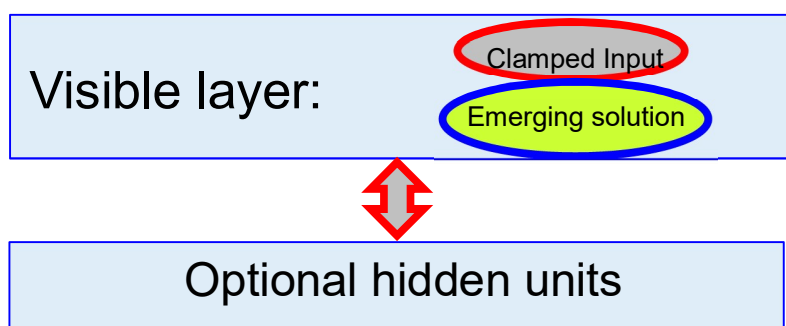 Clamped Input
Visible layer:
Emerging solution
Optional hidden units